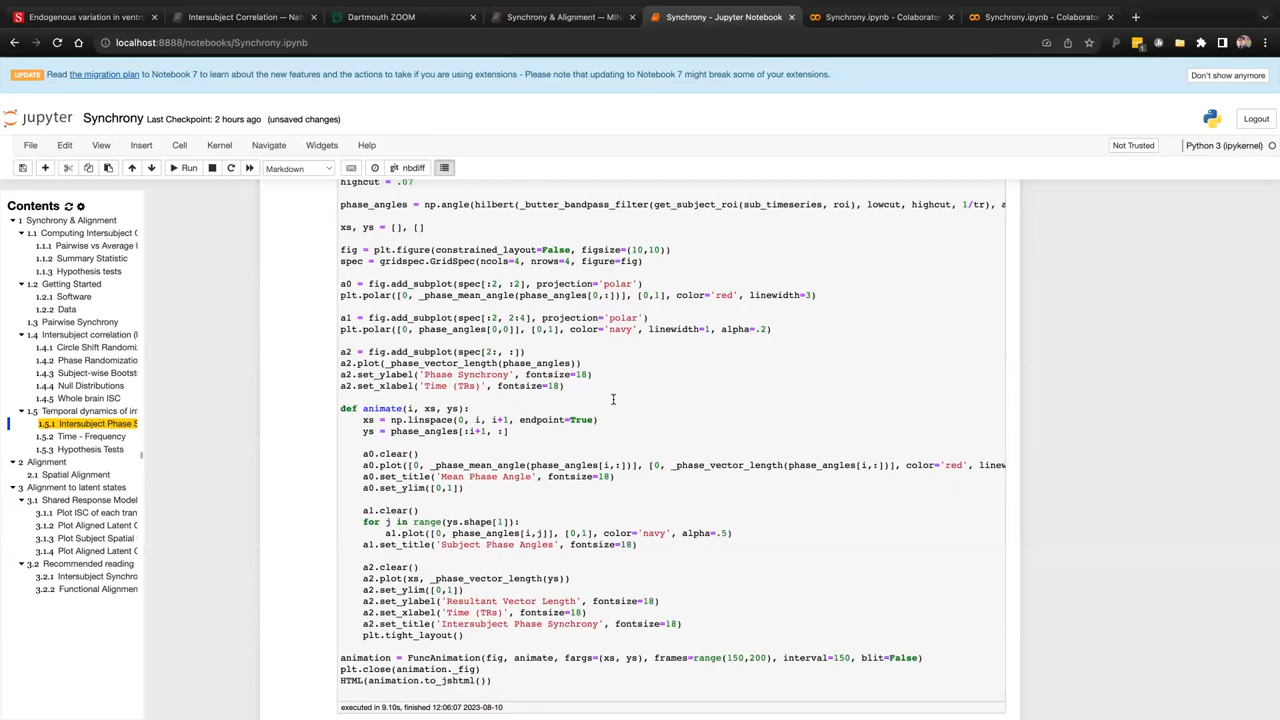 Endogenous variation in ventr
Intersubject Correlation — Nat
Dartmouth ZOOM
Synchrony & Alignment — MIN
Synchrony - Jupyter Notebook
Synchrony.ipynb - Colaborator
Synchrony.ipynb - Colaborator
localhost:8888/notebooks/Synchrony.ipynb
UPDATE Read the migration plan to Notebook 7 to learn about the new features and the actions to take if you are using extensions - Please note that updating to Notebook 7 might break some of your extensions.
Don't show anymore
jupyter Synchrony Last Checkpoint: 2 hours ago (unsaved changes)
Logout
File Edit View Insert Cell Kernel Navigate Widgets Help
Not Trusted
Python 3 (ipykernel)
Run
Markdown
nbdiff
Contents
1 Synchrony & Alignment
1.1 Computing Intersubject C
1.1.1 Pairwise vs Average I
1.1.2 Summary Statistic
1.1.3 Hypothesis tests
1.2 Getting Started
1.2.1 Software
1.2.2 Data
1.3 Pairwise Synchrony
1.4 Intersubject correlation (
1.4.1 Circle Shift Randomi
1.4.2 Phase Randomizatio
1.4.3 Subject-wise Bootst
1.4.4 Null Distributions
1.4.5 Whole brain ISC
1.5 Temporal dynamics of in
1.5.1 Intersubject Phase S
1.5.2 Time - Frequency
1.5.3 Hypothesis Tests
2 Alignment
2.1 Spatial Alignment
3 Alignment to latent states
3.1 Shared Response Model
3.1.1 Plot ISC of each tran
3.1.2 Plot Aligned Latent C
3.1.3 Plot Subject Spatial
3.1.4 Plot Aligned Latent C
3.2 Recommended reading
3.2.1 Intersubject Synchro
3.2.2 Functional Alignmen
highcut = .07
phase_angles = np.angle(hilbert(_butter_bandpass_filter(get_subject_roi(sub_timeseries, roi), lowcut, highcut, 1/tr), a
xs, ys = [], []
fig = plt.figure(constrained_layout=False, figsize=(10,10))
spec = gridspec.GridSpec(ncols=4, nrows=4, figure=fig)
a0 = fig.add_subplot(spec[:2, :2], projection='polar')
plt.polar([0, _phase_mean_angle(phase_angles[0,:])], [0,1], color='red', linewidth=3)
a1 = fig.add_subplot(spec[:2, 2:4], projection='polar')
plt.polar([0, phase_angles[0,0]], [0,1], color='navy', linewidth=1, alpha=.2)
a2 = fig.add_subplot(spec[2:, :])
a2.plot(_phase_vector_length(phase_angles))
a2.set_ylabel('Phase Synchrony', fontsize=18)
a2.set_xlabel('Time (TRs)', fontsize=18)
def animate(i, xs, ys):
xs = np.linspace(0, i, i+1, endpoint=True)
ys = phase_angles[:i+1, :]
a0.clear()
a0.plot([0, _phase_mean_angle(phase_angles[i,:])], [0, _phase_vector_length(phase_angles[i,:])], color='red', linew
a0.set_title('Mean Phase Angle', fontsize=18)
a0.set_ylim([0,1])
a1.clear()
for j in range(ys.shape[1]):
a1.plot([0, phase_angles[i,j]], [0,1], color='navy', alpha=.5)
a1.set_title('Subject Phase Angles', fontsize=18)
a2.clear()
a2.plot(xs, _phase_vector_length(ys))
a2.set_ylim([0,1])
a2.set_ylabel('Resultant Vector Length', fontsize=18)
a2.set_xlabel('Time (TRs)', fontsize=18)
a2.set_title('Intersubject Phase Synchrony', fontsize=18)
plt.tight_layout()
animation = FuncAnimation(fig, animate, fargs=(xs, ys), frames=range(150,200), interval=150, blit=False)
plt.close(animation._fig)
HTML(animation.to_jshtml())
executed in 9.10s, finished 12:06:07 2023-08-10